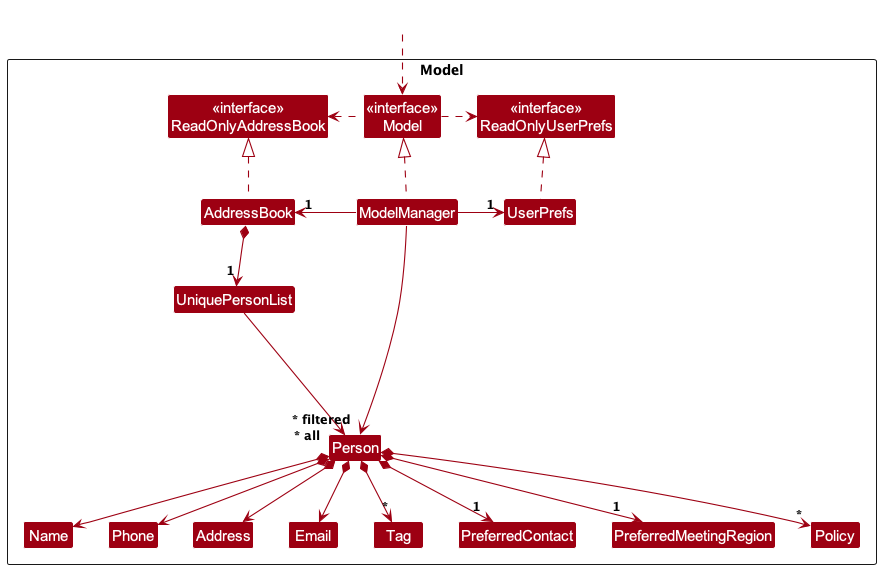 Model
«interface»
ReadOnlyAddressBook
«interface»
Model
«interface»
ReadOnlyUserPrefs
AddressBook
1
ModelManager
1
UserPrefs
1
UniquePersonList
* filtered
* all
Person
*
1
1
*
Name
Phone
Address
Email
Tag
PreferredContact
PreferredMeetingRegion
Policy